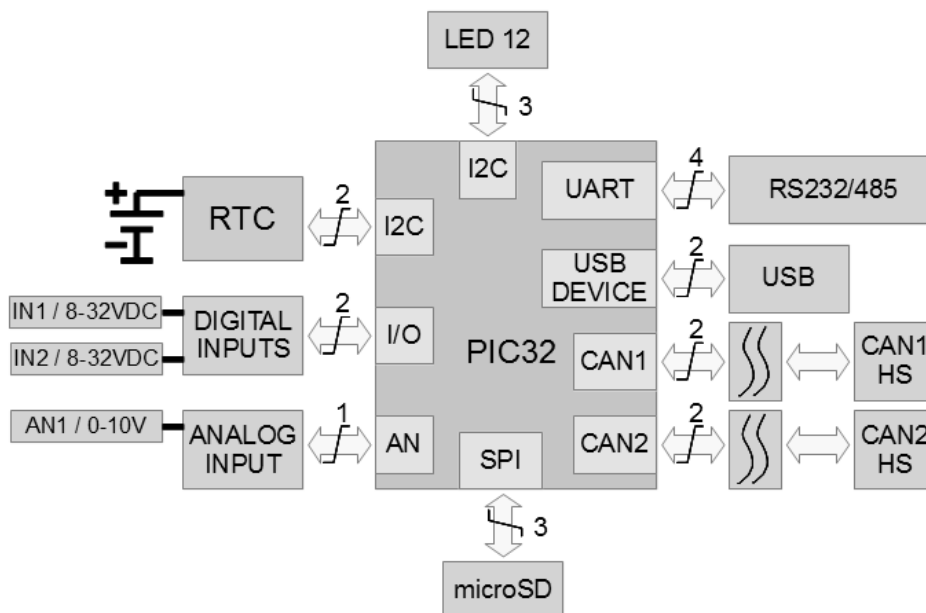 LED 12
3
I2C
UART
4
RS232/485
+
-
RTC
2
I2C
USB
DEVICE
2
USB
IN1 / 8-32VDC
IN2 / 8-32VDC
DIGITAL
INPUTS
2
I/O
PIC32
CAN1
2
CAN1
HS
AN1 / 0-10V
ANALOG
INPUT
1
AN
SPI
CAN2
2
CAN2
HS
3
microSD